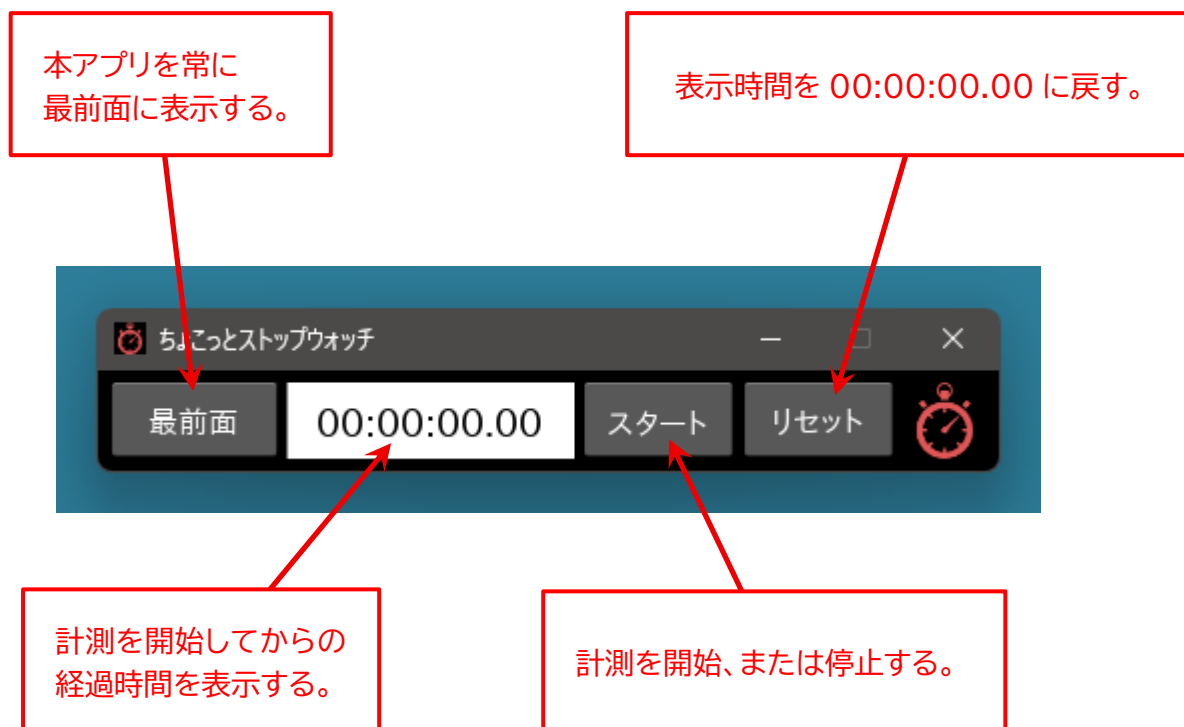 本アプリを常に
最前面に表示する。
表示時間を 00:00:00.00 に戻す。
ちょこっとストップウォッチ
最前面
00:00:00.00
スタート
リセット
計測を開始してからの
経過時間を表示する。
計測を開始、または停止する。